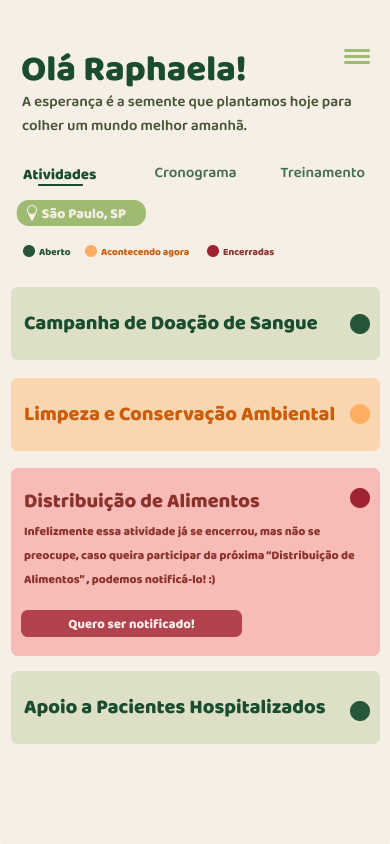 Olá Raphaela!
A esperança é a semente que plantamos hoje para
colher um mundo melhor amanhã.
Atividades
Cronograma
Treinamento
São Paulo, SP
Aberto
Acontecendo agora
Encerradas
Campanha de Doação de Sangue
Limpeza e Conservação Ambiental
Distribuição de Alimentos
Infelizmente essa atividade já se encerrou, mas não se
preocupe, caso queira participar da próxima "Distribuição de
Alimentos" , podemos notificá-lo! :)
Quero ser notificado!
Apoio a Pacientes Hospitalizados